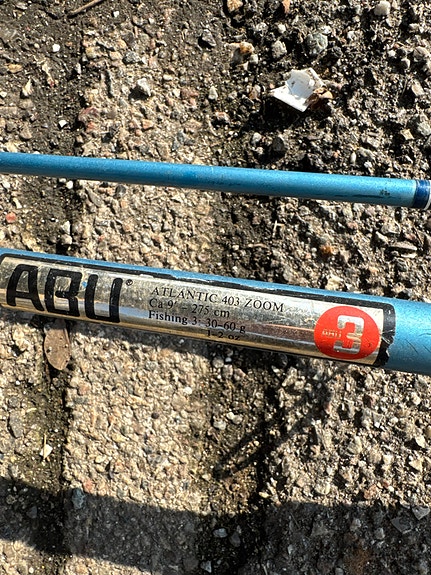 ABU®
ATLANTIC 403 ZOOM
Ca 9' – 275 cm
Fishing 3: 30-60 g
1-2 oz
ABU
3